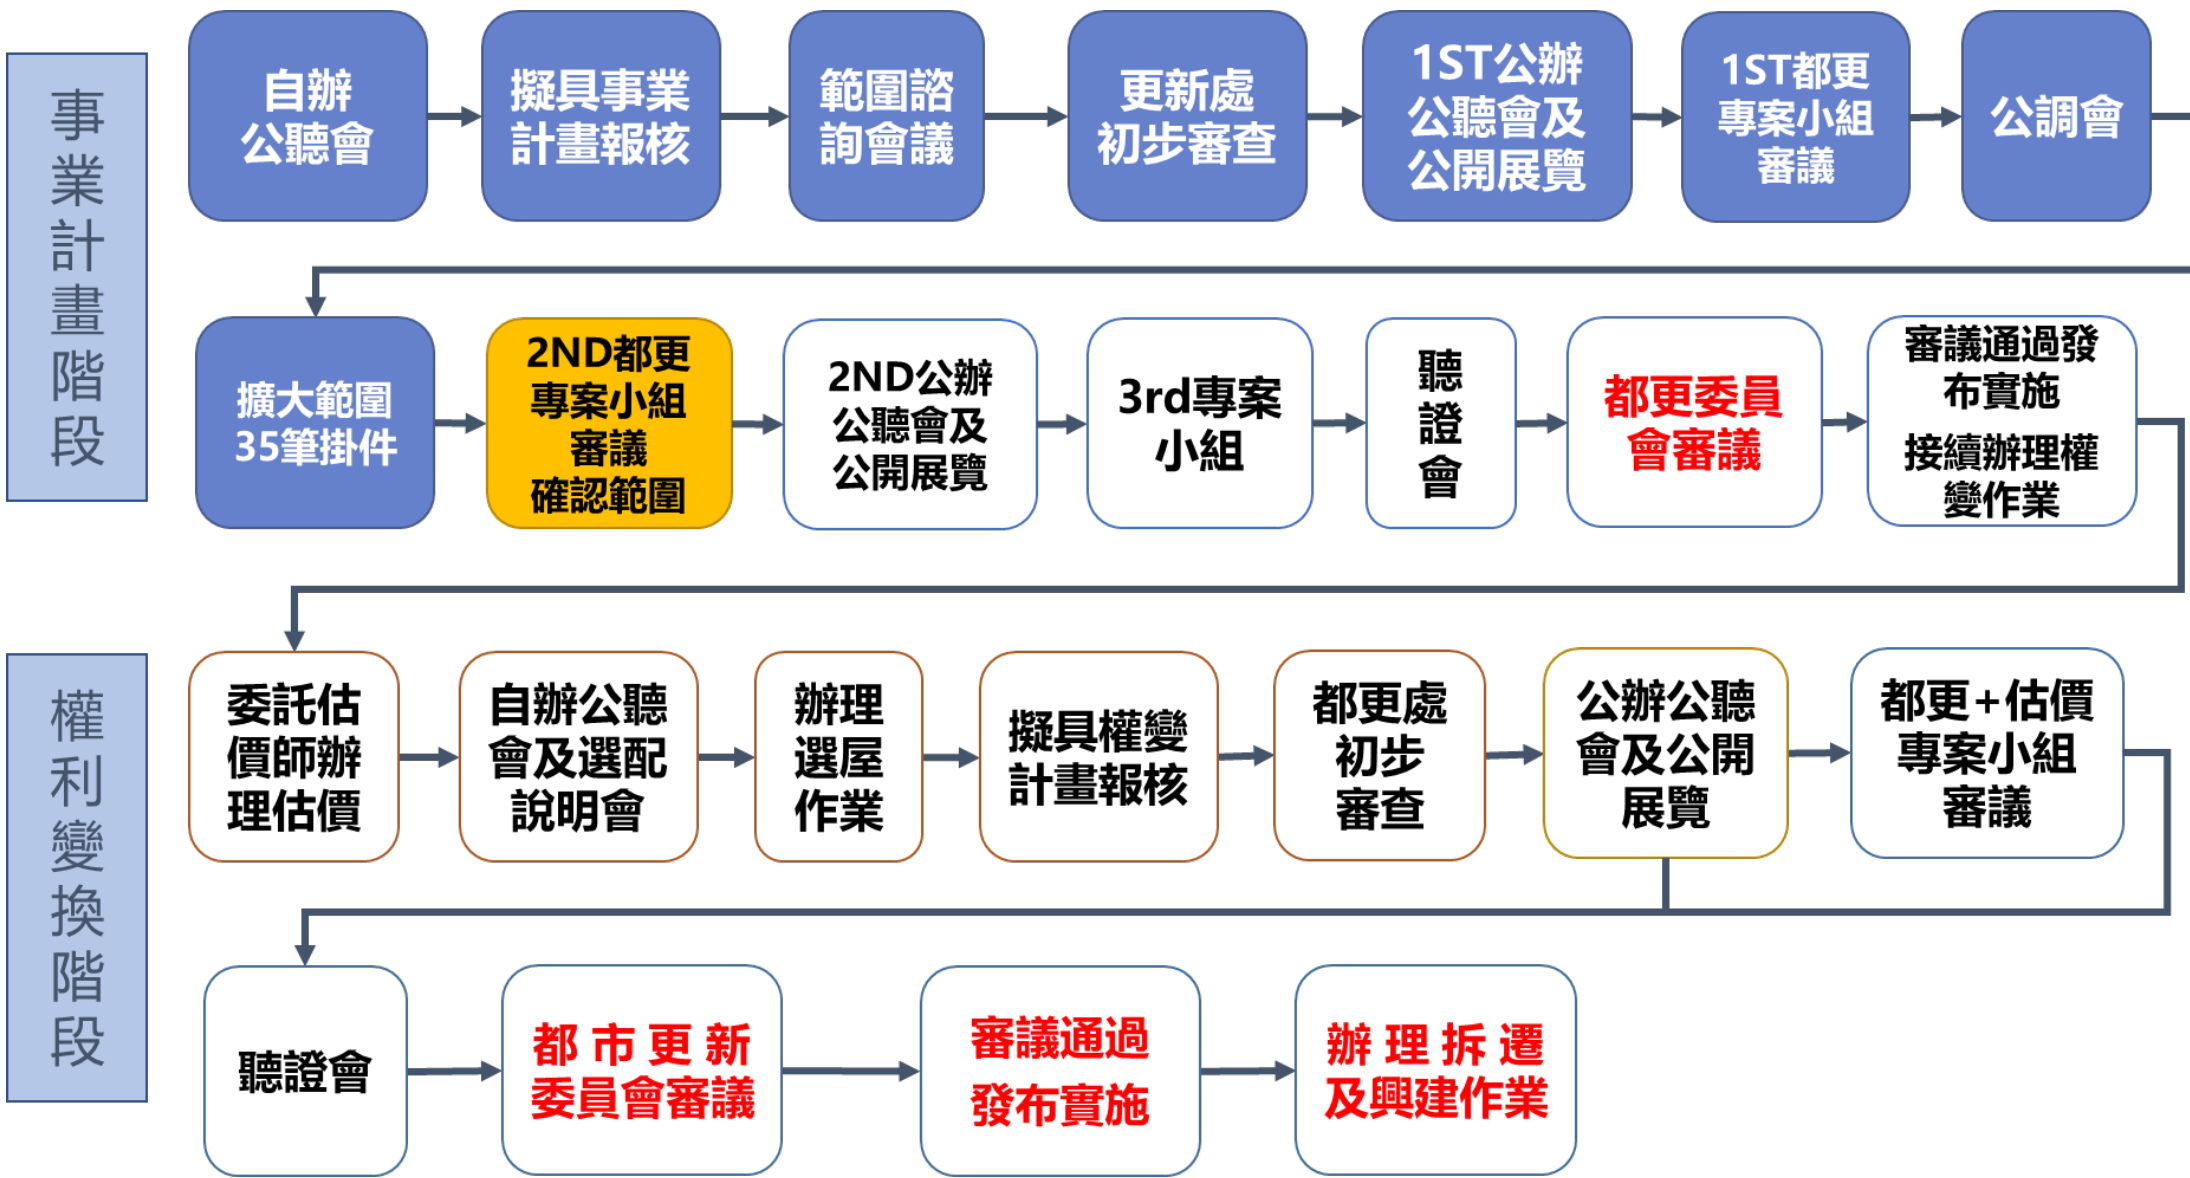 事業計畫階段
自辦
公聽會
擬具事業
計畫報核
範圍諮
詢會議
更新處
初步審查
1ST公辦
公聽會及
公開展覽
1ST都更
專案小組
審議
公調會
擴大範圍
35筆掛件
2ND都更
專案小組
審議
確認範圍
2ND公辦
公聽會及
公開展覽
3rd專案
小組
聽
證
會
都更委員
會審議
審議通過發
布實施
接續辦理權
變作業
權利變換階段
委託估
價師辦
理估價
自辦公聽
會及選配
說明會
辦理
選屋
作業
擬具權變
計畫報核
都更處
初步
審查
公辦公聽
會及公開
展覽
都更+估價
專案小組
審議
聽證會
都市更新
委員會審議
審議通過
發布實施
辦理拆遷
及興建作業